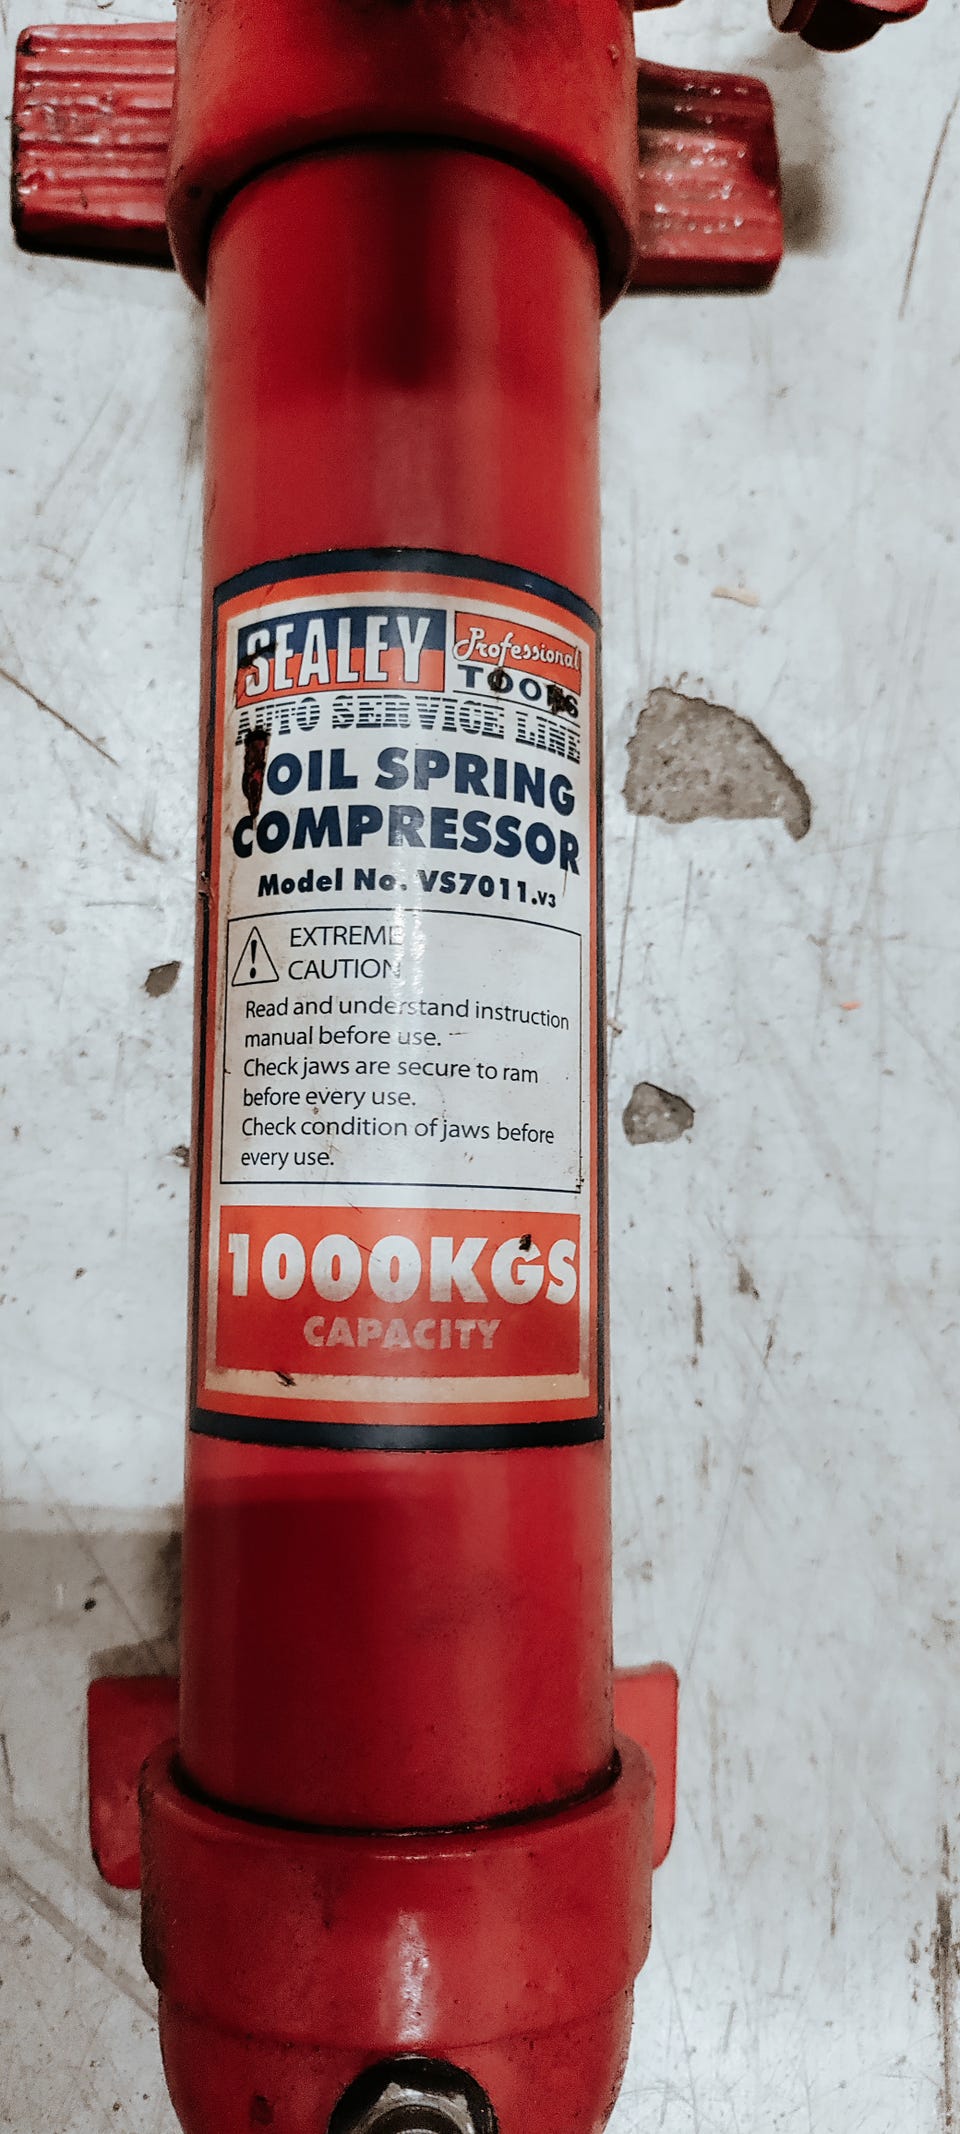 SEALEY Professional TOOLS
AUTO SERVICE LINE
COIL SPRING
COMPRESSOR
Model No. VS7011.V3
EXTREME
CAUTION
Read and understand instruction
manual before use.
Check jaws are secure to ram
before every use.
Check condition of jaws before
every use.
1000KGS
CAPACITY